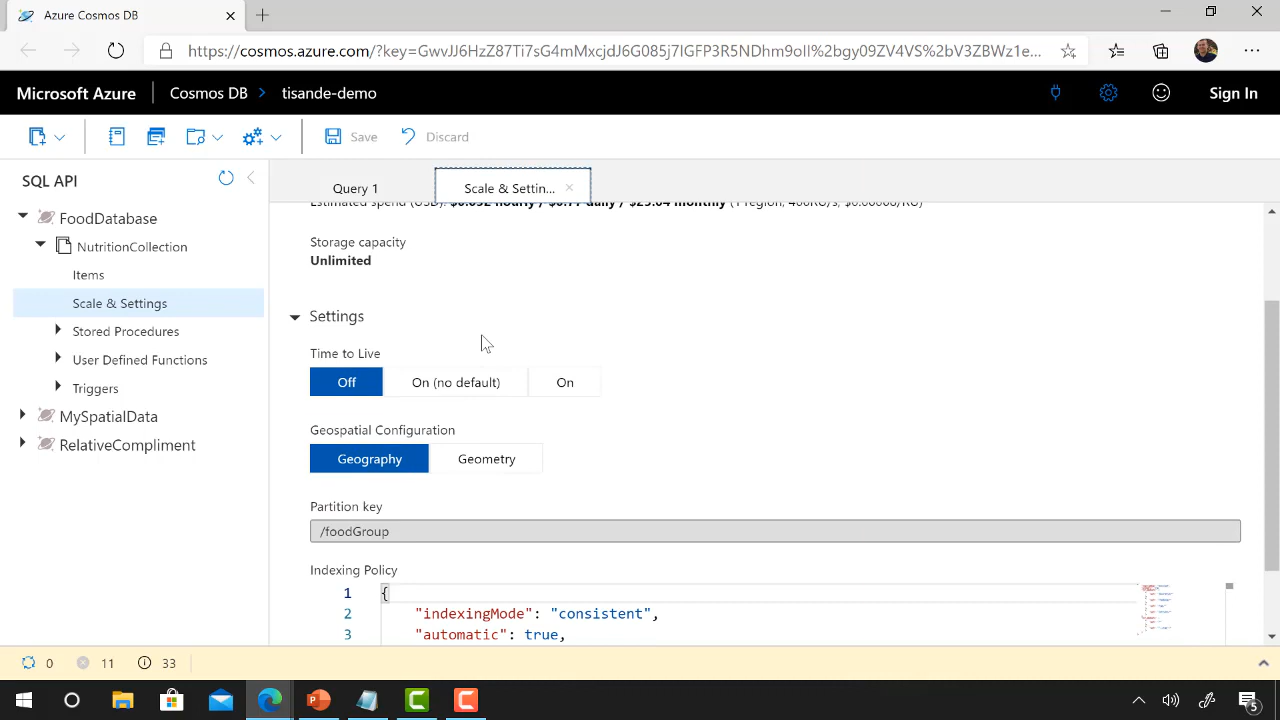 Azure Cosmos DB
https://cosmos.azure.com/?key=GwvJJ6HzZ87Ti7sG4mMxcjdJ6G085j7IGFP3R5NDhm9oll%2bgy09ZV4VS%2bV3ZBWz1e...
Microsoft Azure
Cosmos DB > tisande-demo
Sign In
Save
Discard
SQL API
Query 1
Scale & Settin...
FoodDatabase
NutritionCollection
Items
Scale & Settings
Stored Procedures
User Defined Functions
Triggers
MySpatialData
RelativeCompliment
Storage capacity
Unlimited
Settings
Time to Live
Off
On (no default)
On
Geospatial Configuration
Geography
Geometry
Partition key
/foodGroup
Indexing Policy
1 {
2 "indexingMode": "consistent",
3 "automatic": true,
0
11
33
5